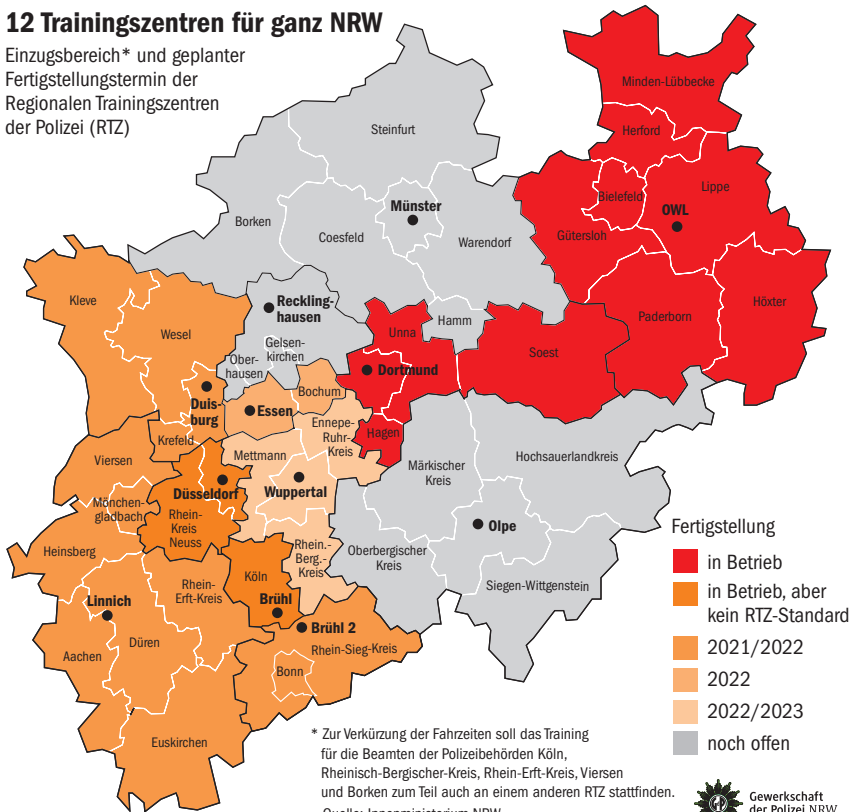 12 Trainingszentren für ganz NRW
Einzugsbereich* und geplanter
Fertigstellungstermin der
Regionalen Trainingszentren
der Polizei (RTZ)
Minden-Lübbecke
Steinfurt
Herford
Bielefeld
Lippe
Münster
OWL
Borken
Coesfeld
Warendorf
Gütersloh
Kleve
Reckling-
hausen
Wesel
Unna
Hamm
Paderborn
Höxter
Gelsen-
kirchen
Soest
Ober-
hausen
Dortmund
Bochum
Duis-
burg
Essen
Ennepe-
Ruhr-
Kreis
Hagen
Krefeld
Mettmann
Viersen
Märkischer
Kreis
Hochsauerlandkreis
Düsseldorf
Wuppertal
Mönchen-
gladbach
Rhein-
Kreis
Neuss
Olpe
Heinsberg
Rhein.-
Berg.-
Kreis
Oberbergischer
Kreis
Köln
Rhein-
Erft-Kreis
Siegen-Wittgenstein
Linnich
Brühl
Brühl 2
Düren
Rhein-Sieg-Kreis
Aachen
Bonn
Euskirchen
Fertigstellung
in Betrieb
in Betrieb, aber
kein RTZ-Standard
2021/2022
2022
2022/2023
noch offen
* Zur Verkürzung der Fahrzeiten soll das Training
für die Beamten der Polizeibehörden Köln,
Rheinisch-Bergischer-Kreis, Rhein-Erft-Kreis, Viersen
und Borken zum Teil auch an einem anderen RTZ stattfinden.
Quelle: Innenministerium NRW
GdP
Gewerkschaft
der Polizei NRW